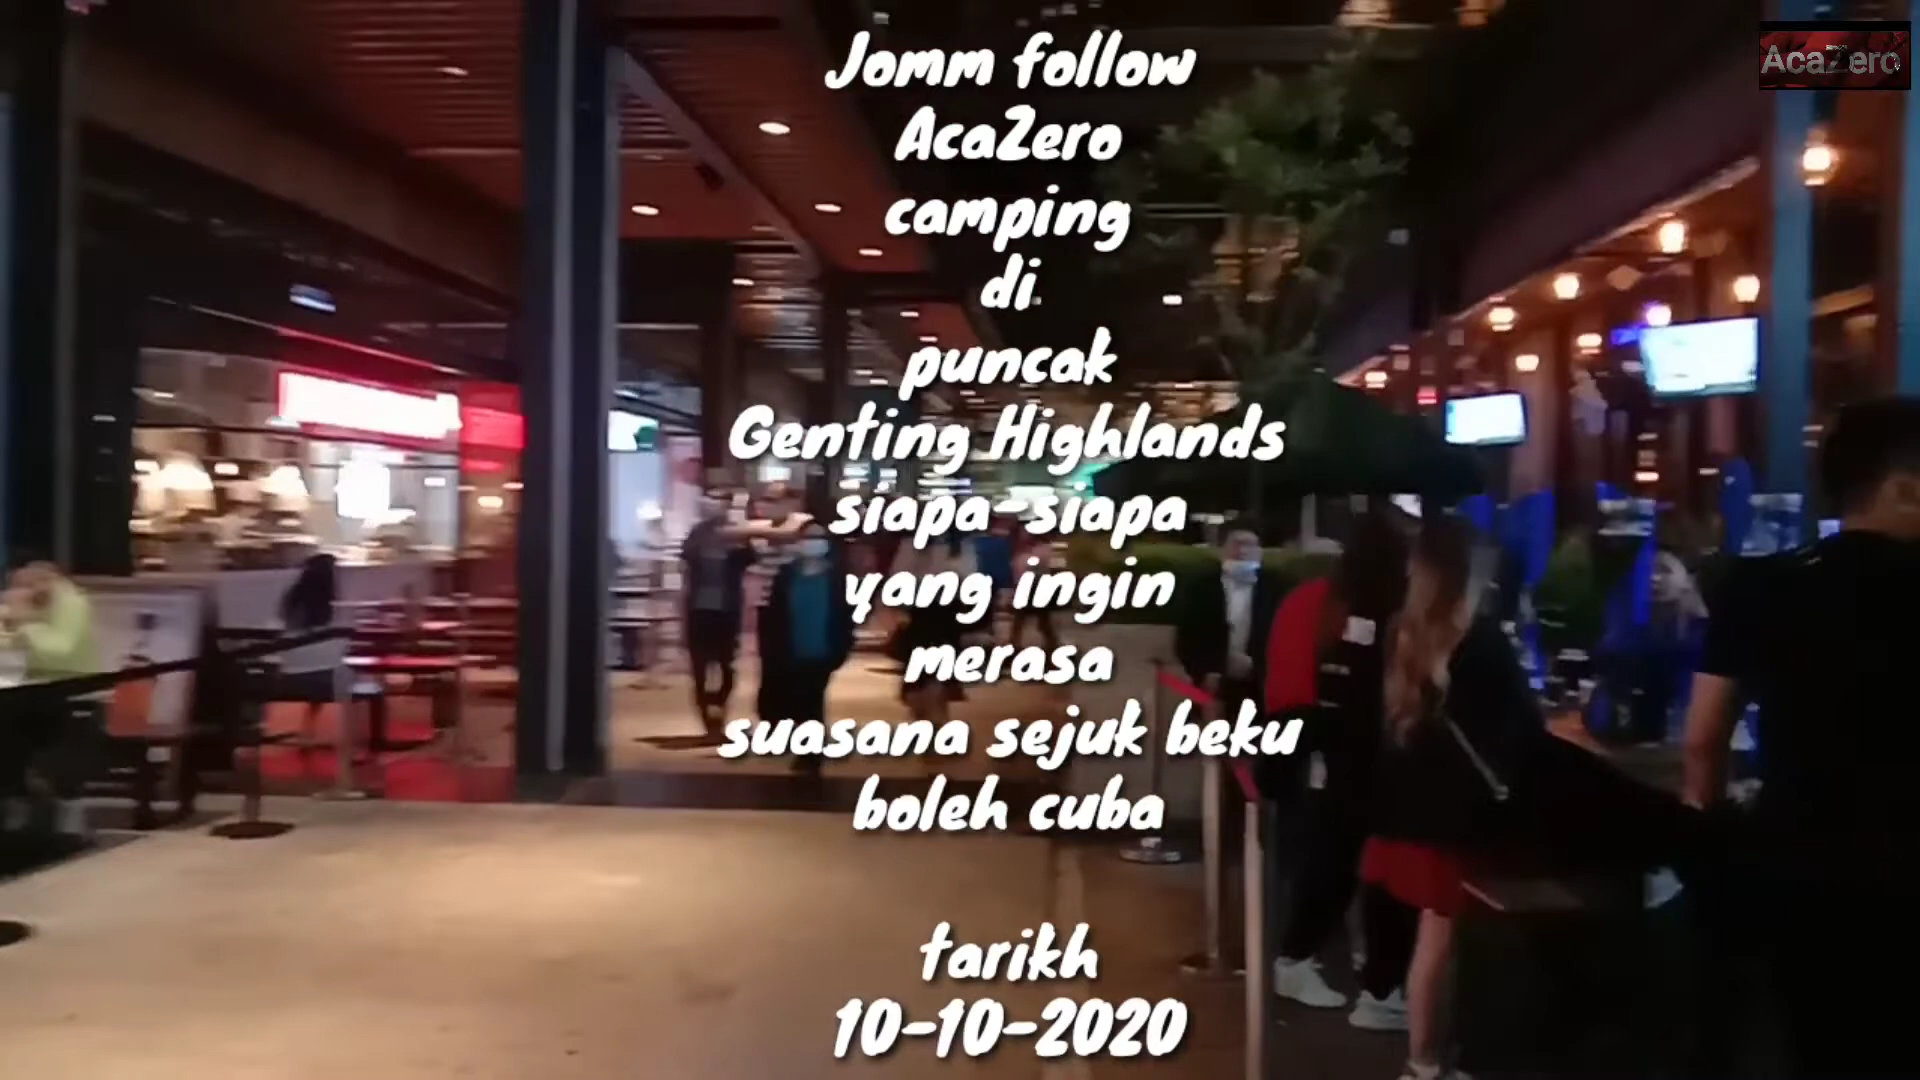 Jomm follow
AcaZero
camping
di
puncak
Genting Highlands
siapa-siapa
yang ingin
merasa
suasana sejuk beku
boleh cuba
tarikh
10-10-2020
AcaZero